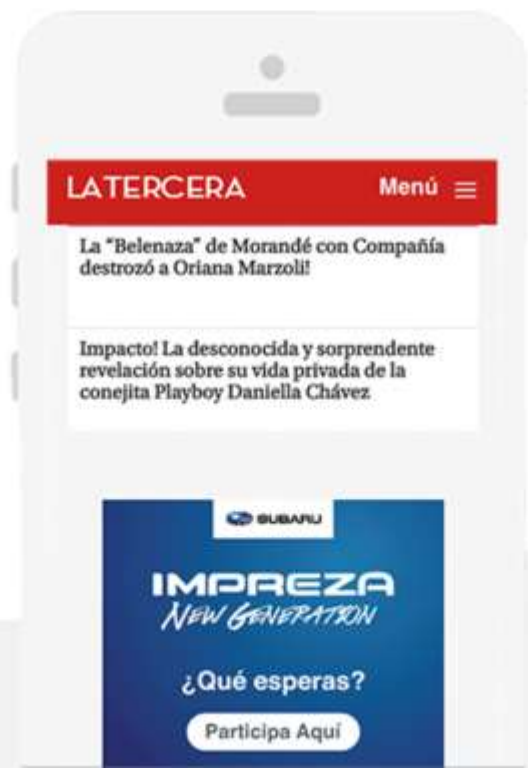 LATERCERA
Menú
La "Belenaza" de Morandé con Compañía
destrozó a Oriana Marzoli!
Impacto! La desconocida y sorprendente
revelación sobre su vida privada de la
conejita Playboy Daniella Chávez
SUBARU
IMPREZA
NEW GENERATION
¿Qué esperas?
Participa Aquí